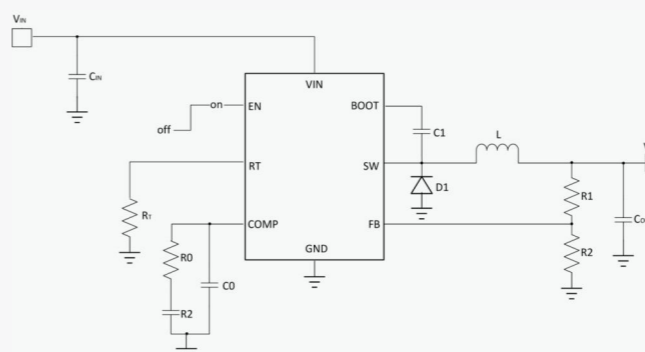 VIN
CIN
VIN
on
EN
BOOT
off
C1
L
RT
SW
D1
R1
RT
COMP
FB
R0
R2
GND
C0
R2